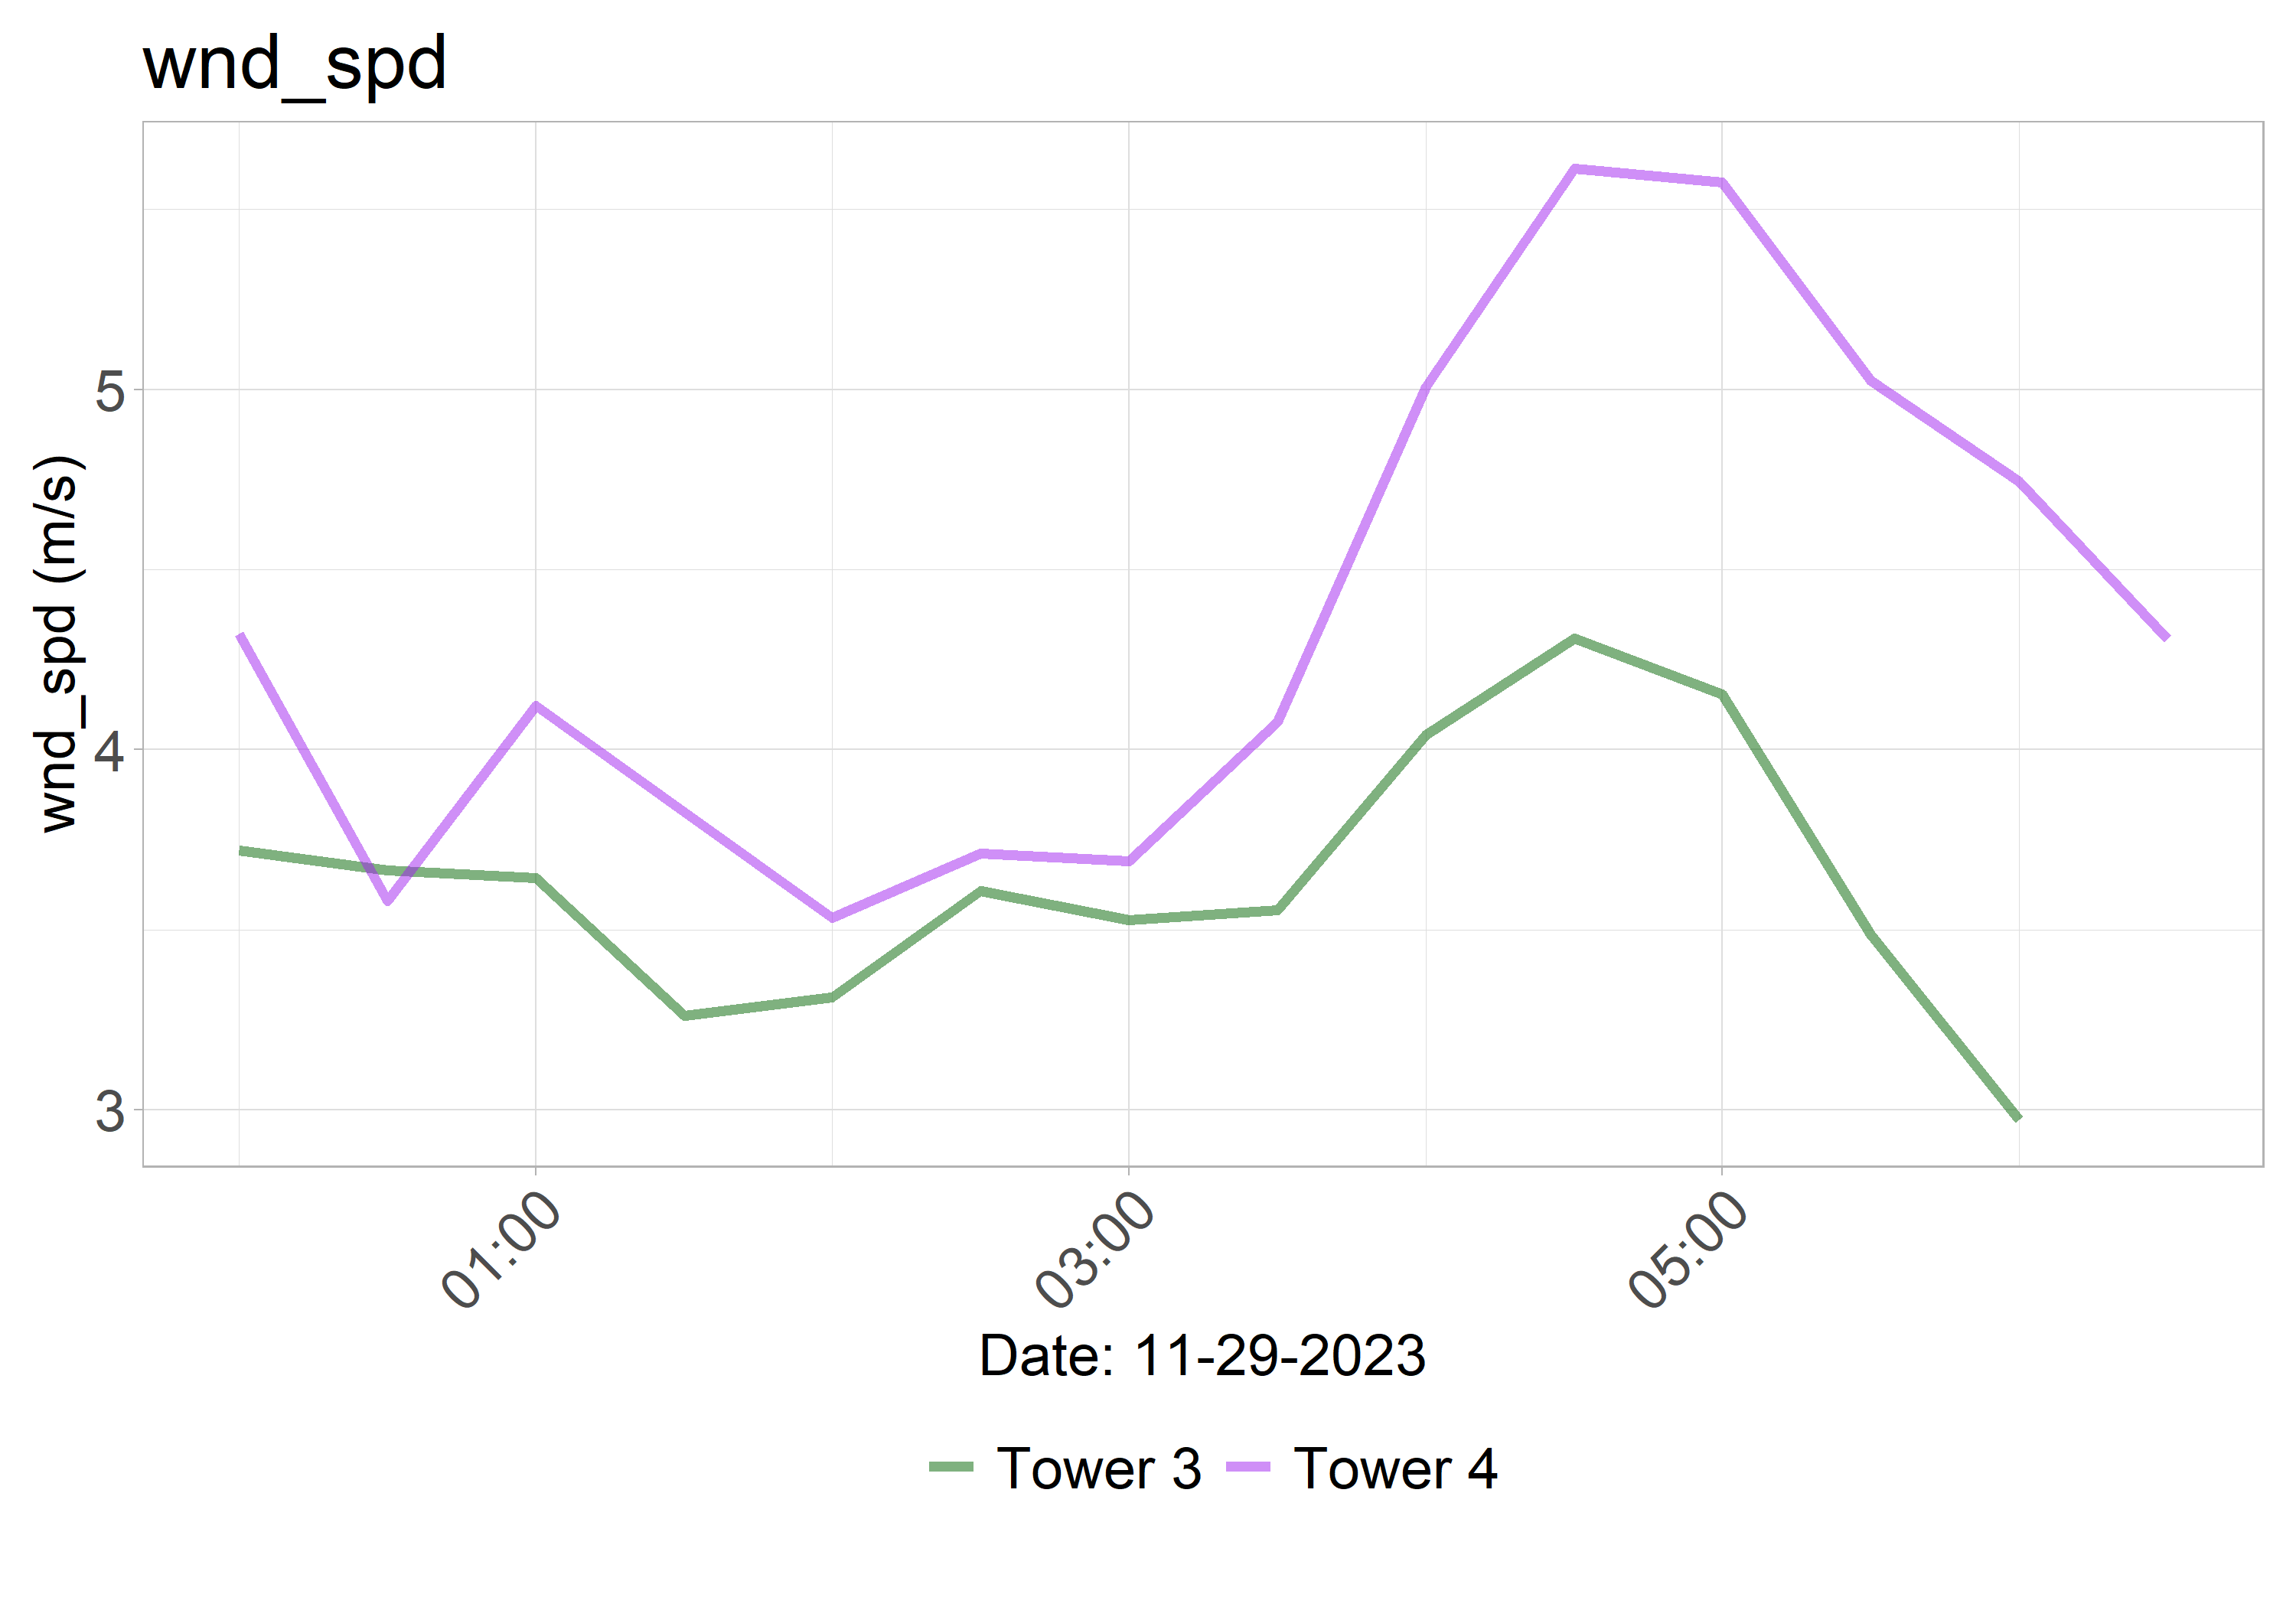 wnd_spd
wnd_spd (m/s)
5
4
3
01:00
03:00
05:00
Date: 11-29-2023
Tower 3
Tower 4